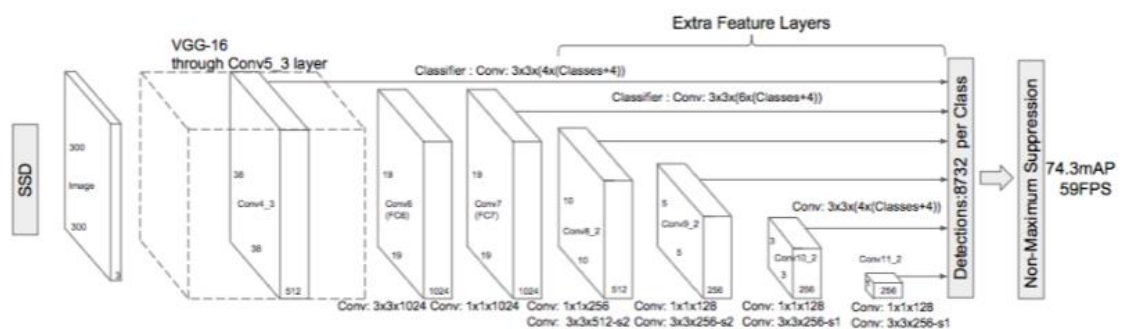 Extra Feature Layers
VGG-16
through Conv5_3 layer
Classifier : Conv: 3x3x(4x(Classes+4))
Classifier : Conv: 3x3x(6x(Classes+4))
SSD
300
Image
300
3
38
Conv4_3
38
512
19
Conv6
(FC6)
19
1024
19
Conv7
(FC7)
19
1024
10
Conv8_2
10
512
5
Conv9_2
5
256
Conv: 3x3x(4x(Classes+4))
3
Conv10_2
3
256
Conv11_2
256
Detections:8732 per Class
Non-Maximum Suppression
74.3mAP
59FPS
Conv: 3x3x1024
Conv: 1x1x1024
Conv: 1x1x256
Conv: 3x3x512-s2
Conv: 1x1x128
Conv: 3x3x256-s2
Conv: 1x1x128
Conv: 3x3x256-s1
Conv: 1x1x128
Conv: 3x3x256-s1